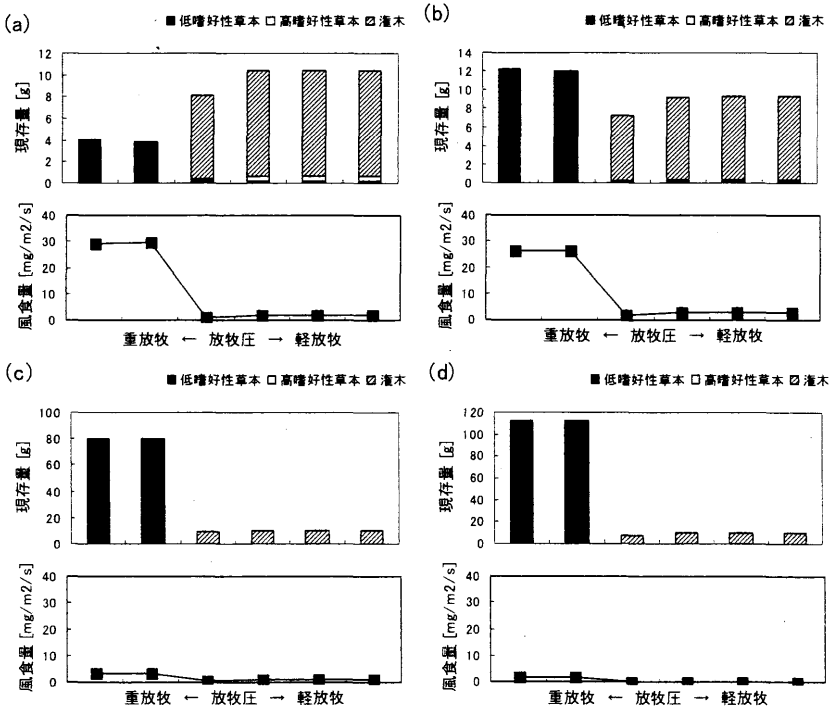 (a)
■低嗜好性草本 □高嗜好性草本 ▨灌木
現存量 [g]
12
10
8
6
4
2
0
風食量 [mg/m2/s]
40
30
20
10
0
重放牧 ← 放牧圧 → 軽放牧
(b)
■低嗜好性草本 □高嗜好性草本 ▨灌木
現存量 [g]
14
12
10
8
6
4
2
0
風食量 [mg/m2/s]
40
30
20
10
0
重放牧 ← 放牧圧 → 軽放牧
(c)
■低嗜好性草本 □高嗜好性草本 ▨灌木
現存量 [g]
100
80
60
40
20
0
風食量 [mg/m2/s]
40
30
20
10
0
重放牧 ← 放牧圧 → 軽放牧
(d)
■低嗜好性草本 □高嗜好性草本 ▨灌木
現存量 [g]
120
100
80
60
40
20
0
風食量 [mg/m2/s]
40
30
20
10
0
重放牧 ← 放牧圧 → 軽放牧